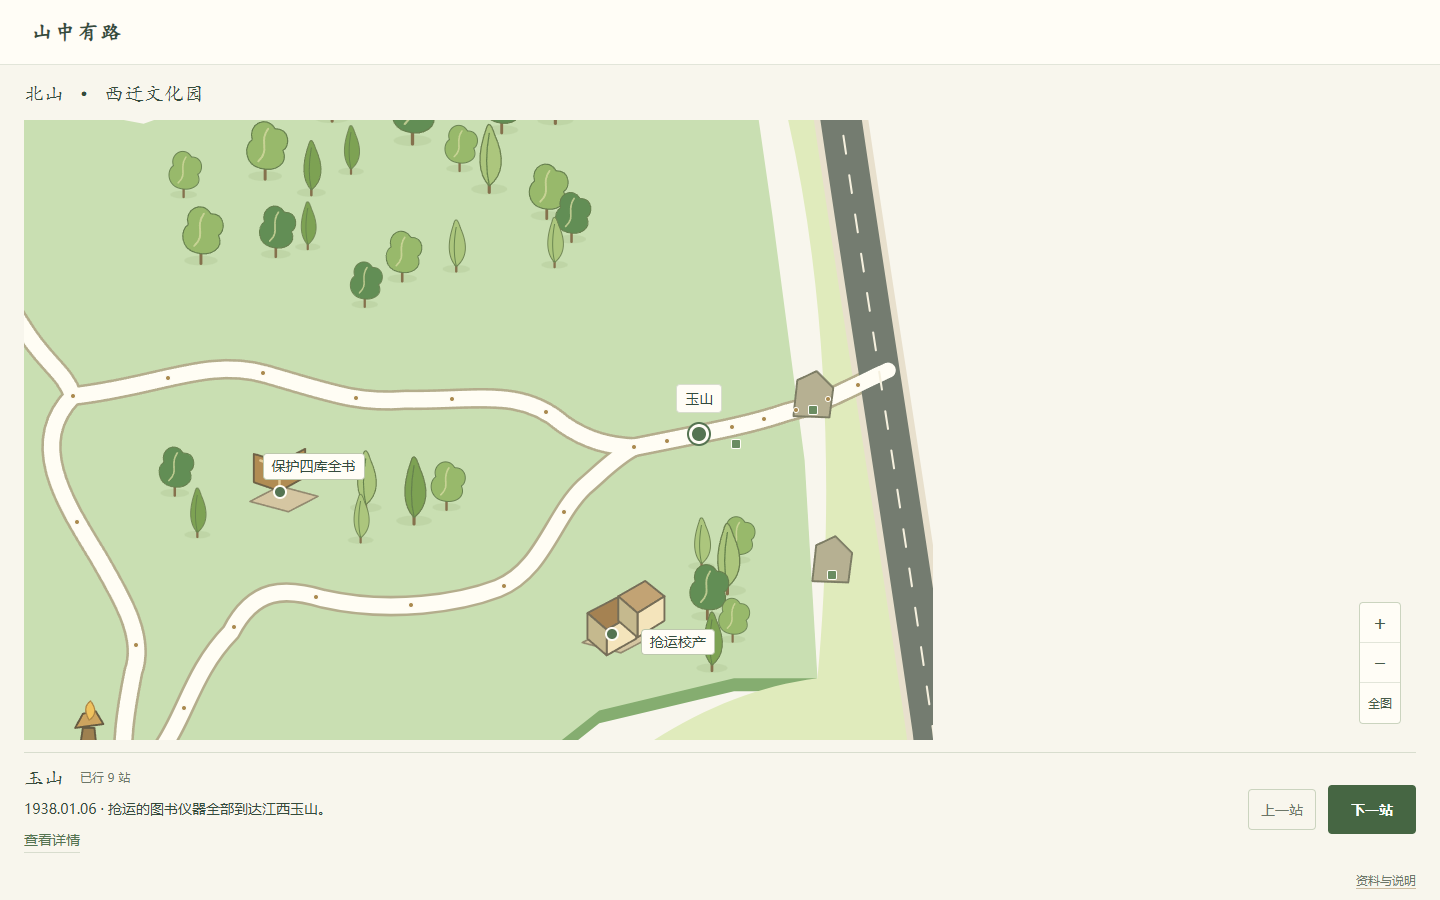 山中有路
北山 • 西迁文化园
玉山
保护四库全书
抢运校产
+
−
全图
玉山 已行 9 站
1938.01.06 · 抢运的图书仪器全部到达江西玉山。
查看详情
上一站 下一站
资料与说明